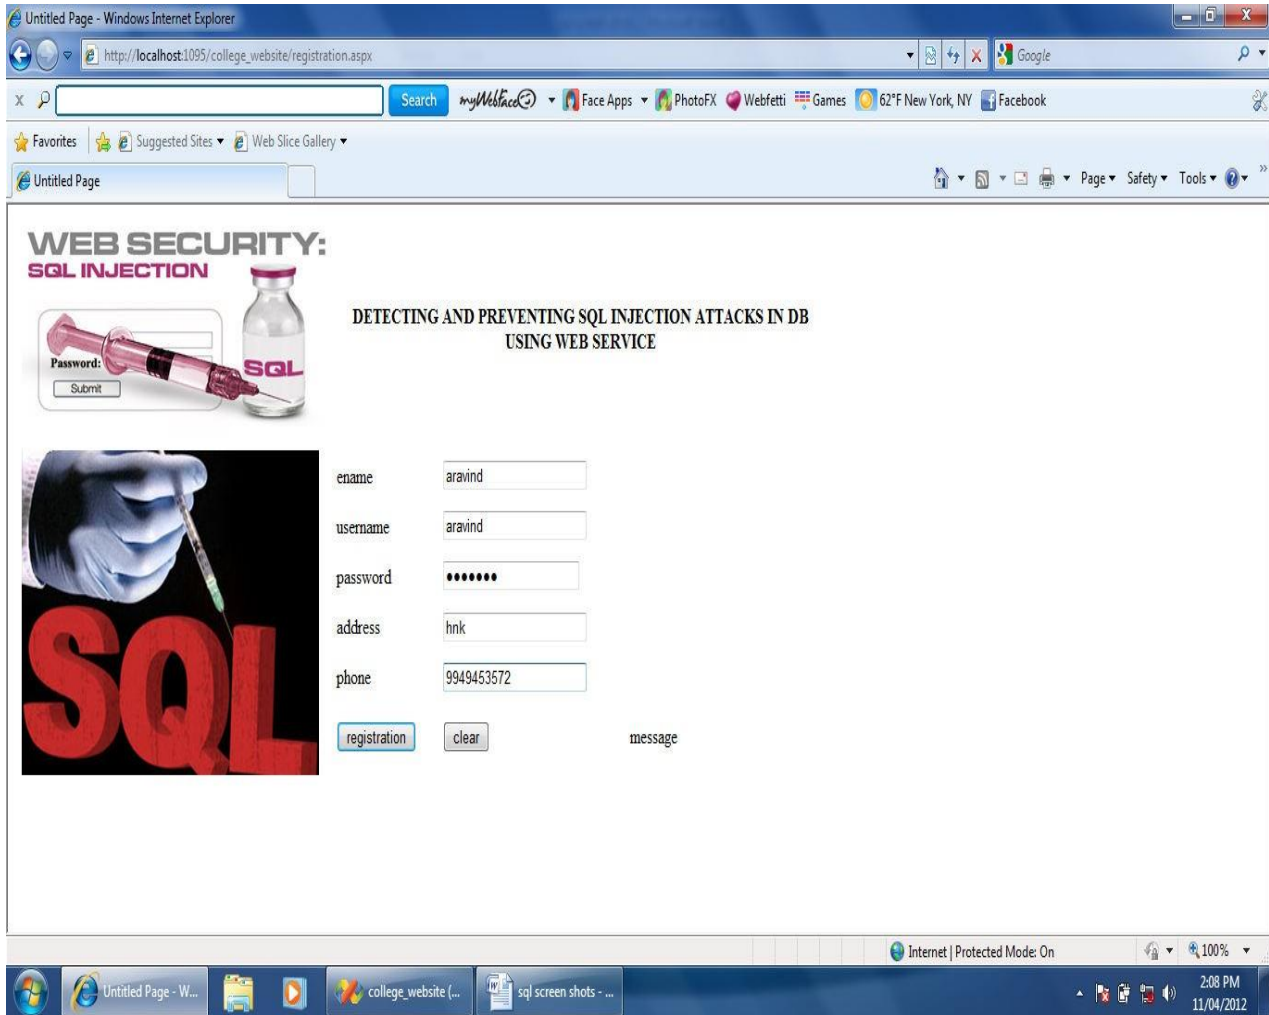 Untitled Page - Windows Internet Explorer
http://localhost:1095/college_website/registration.aspx
Google
x Search myWebface Face Apps PhotoFX Webfetti Games 62°F New York, NY Facebook
Favorites Suggested Sites Web Slice Gallery
Untitled Page
Page Safety Tools
WEB SECURITY:
SQL INJECTION
Password:
Submit
SQL
DETECTING AND PREVENTING SQL INJECTION ATTACKS IN DB
USING WEB SERVICE
SQL
ename aravind
username aravind
password •••••••
address hnk
phone 9949453572
registration clear message
Internet | Protected Mode: On 100%
Untitled Page - W... college_website (... sql screen shots - ...
2:08 PM
11/04/2012